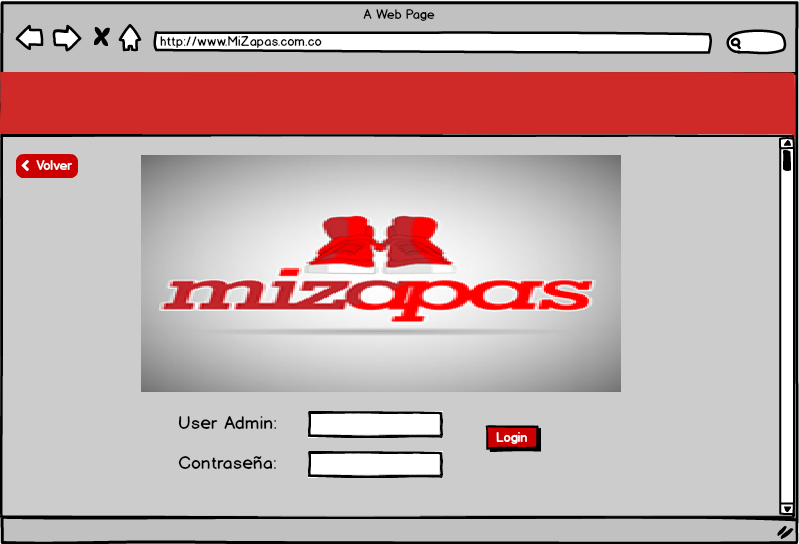 A Web Page
http://www.MiZapas.com.co
Volver
mizapas
User Admin:
Login
Contraseña: